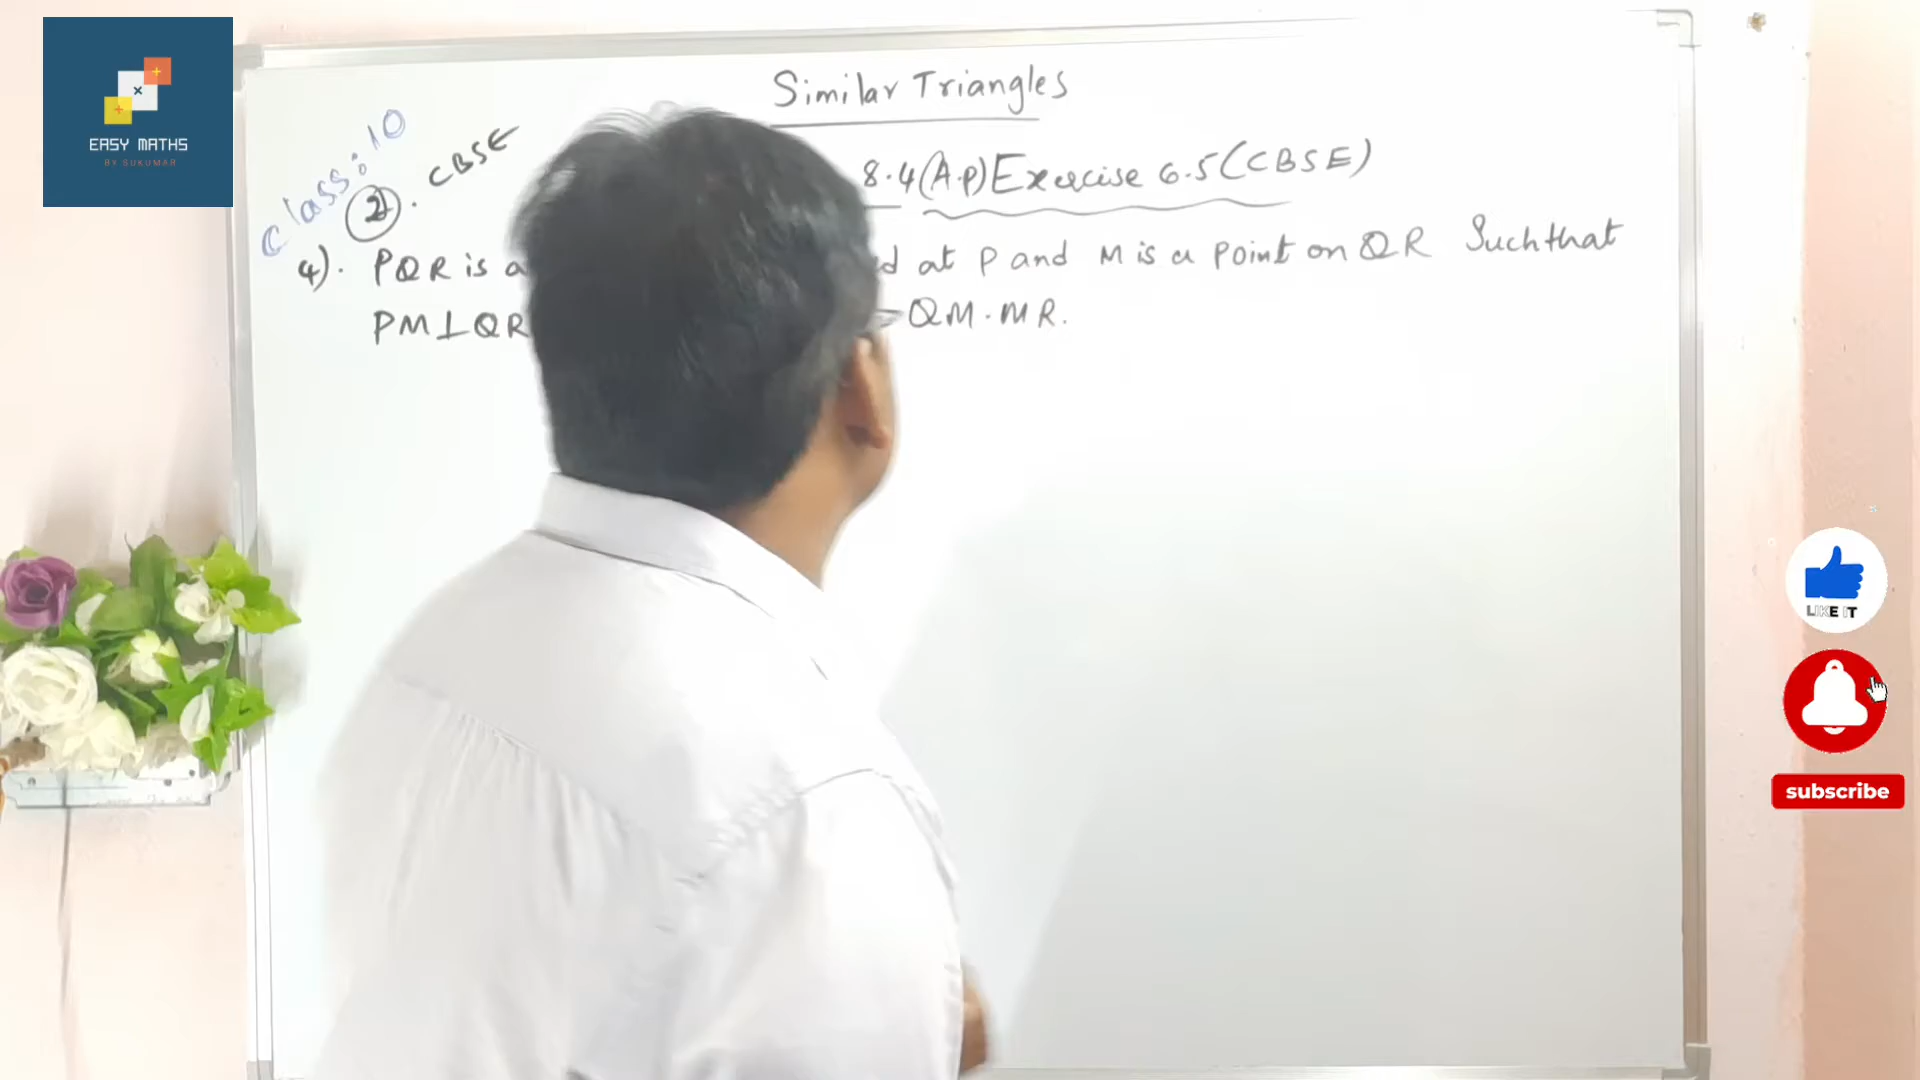 EASY MATHS
BY SUKUMAR
Similar Triangles
Class: 10
2. CBSE
8.4(A.P) Exercise 6.5 (CBSE)
4). PQR is a at P and M is a point on QR Such that
PM⊥QR = QM.MR.
LIKE IT
subscribe